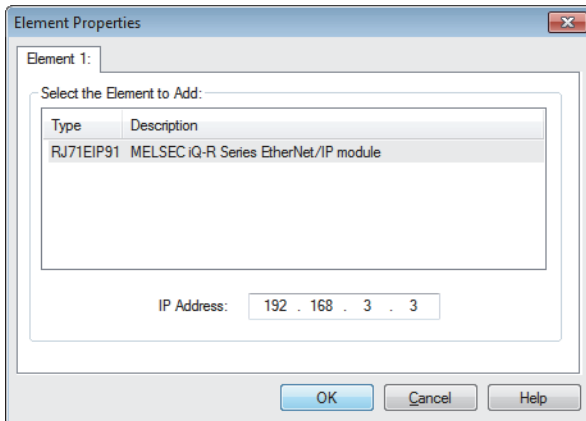 Element Properties
Element 1:
Select the Element to Add:
Type Description
RJ71EIP91 MELSEC iQ-R Series EtherNet/IP module
IP Address: 192 . 168 . 3 . 3
OK Cancel Help